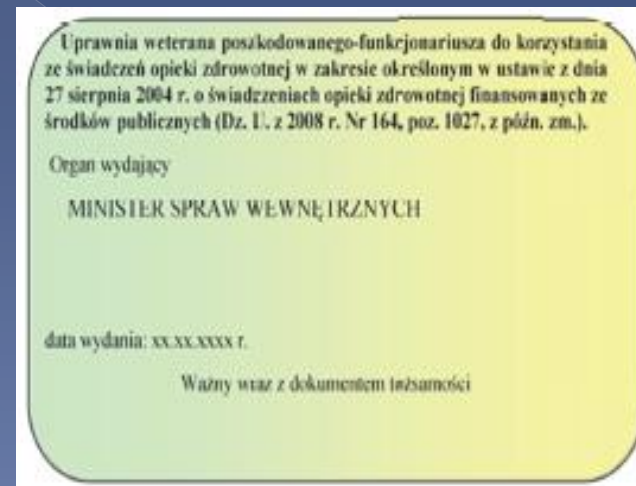 Uprawnia weterana poszkodowanego-funkcjonariusza do korzystania
ze świadczeń opieki zdrowotnej w zakresie określonym w ustawie z dnia
27 sierpnia 2004 r. o świadczeniach opieki zdrowotnej finansowanych ze
środków publicznych (Dz. U. z 2008 r. Nr 164, poz. 1027, z późn. zm.).
Organ wydający
MINISTER SPRAW WEWNĘTRZNYCH
data wydania: xx.xx.xxxx r.
Ważny wraz z dokumentem tożsamości